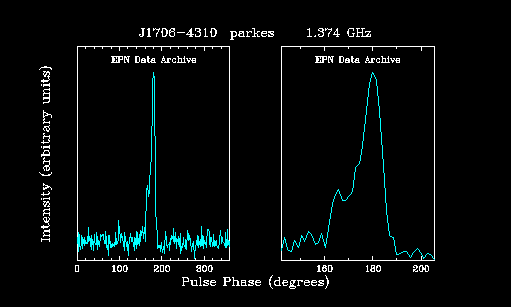 J1706-4310 parkes 1.374 GHz
EPN Data Archive EPN Data Archive
Intensity (arbitrary units)
0 100 200 300 160 180 200
Pulse Phase (degrees)